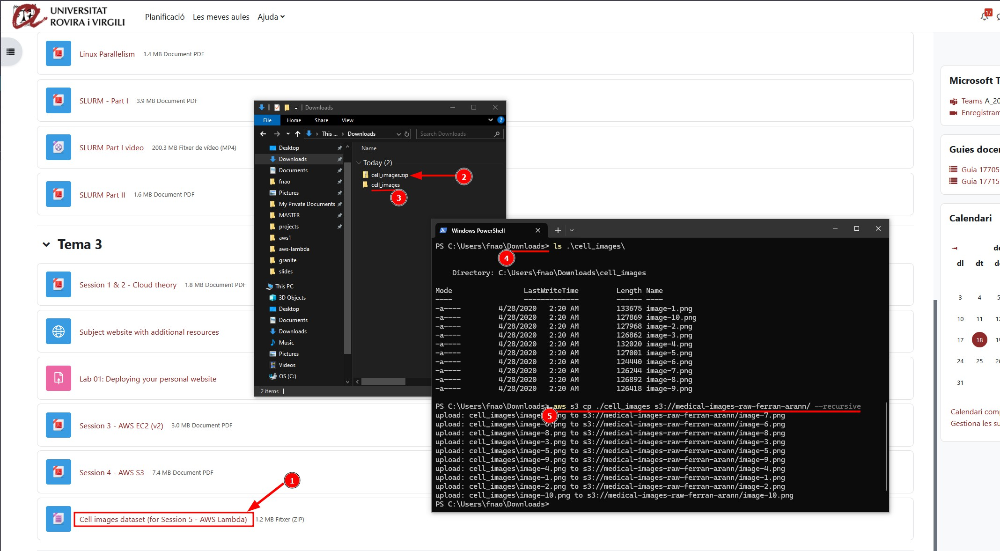 UNIVERSITAT
ROVIRA i VIRGILI
Planificació
Les meves aules
Ajuda
17
Linux Parallelism
1.4 MB Document PDF
SLURM - Part I
3.9 MB Document PDF
SLURM Part I video
200.3 MB Fitxer de vídeo (MP4)
SLURM Part II
1.6 MB Document PDF
Tema 3
Session 1 & 2 - Cloud theory
1.8 MB Document PDF
Subject website with additional resources
Lab 01: Deploying your personal website
Session 3 - AWS EC2 (v2)
3.0 MB Document PDF
Session 4 - AWS S3
7.4 MB Document PDF
1
Cell images dataset (for Session 5 - AWS Lambda)
1.2 MB Fitxer (ZIP)
Downloads
File
Home
Share
View
?
This ...
Downloads
Search Downloads
Desktop
Downloads
Documents
fnao
Pictures
My Private Documents
MASTER
projects
aws1
aws-lambda
granite
slides
This PC
3D Objects
Desktop
Documents
Downloads
Music
Pictures
Videos
OS (C:)
2 items
Name
Today (2)
cell_images.zip
2
cell_images
3
Windows PowerShell
PS C:\Users\fnao\Downloads> ls .\cell_images\
4
Directory: C:\Users\fnao\Downloads\cell_images
Mode LastWriteTime Length Name
---- ------------- ------ ----
-a---- 4/28/2020 2:20 AM 133675 image-1.png
-a---- 4/28/2020 2:20 AM 127869 image-10.png
-a---- 4/28/2020 2:20 AM 127968 image-2.png
-a---- 4/28/2020 2:20 AM 126862 image-3.png
-a---- 4/28/2020 2:20 AM 132020 image-4.png
-a---- 4/28/2020 2:20 AM 127001 image-5.png
-a---- 4/28/2020 2:20 AM 124440 image-6.png
-a---- 4/28/2020 2:20 AM 126244 image-7.png
-a---- 4/28/2020 2:20 AM 126892 image-8.png
-a---- 4/28/2020 2:20 AM 126418 image-9.png
PS C:\Users\fnao\Downloads> aws s3 cp ./cell_images s3://medical-images-raw-ferran-arann/ --recursive
5
upload: cell_images\image ng to s3://medical-images-raw-ferran-arann/image-7.png
upload: cell_images\image-6.png to s3://medical-images-raw-ferran-arann/image-6.png
upload: cell_images\image-8.png to s3://medical-images-raw-ferran-arann/image-8.png
upload: cell_images\image-3.png to s3://medical-images-raw-ferran-arann/image-3.png
upload: cell_images\image-5.png to s3://medical-images-raw-ferran-arann/image-5.png
upload: cell_images\image-9.png to s3://medical-images-raw-ferran-arann/image-9.png
upload: cell_images\image-4.png to s3://medical-images-raw-ferran-arann/image-4.png
upload: cell_images\image-1.png to s3://medical-images-raw-ferran-arann/image-1.png
upload: cell_images\image-2.png to s3://medical-images-raw-ferran-arann/image-2.png
upload: cell_images\image-10.png to s3://medical-images-raw-ferran-arann/image-10.png
PS C:\Users\fnao\Downloads>
Microsoft T
Teams A_20
Enregistram
Guies docen
Guia 17705
Guia 17715
Calendari
de
dl dt
3 4 5
10 11 12
17 18 19
24 25 26
31
Calendari comp
Gestiona les su